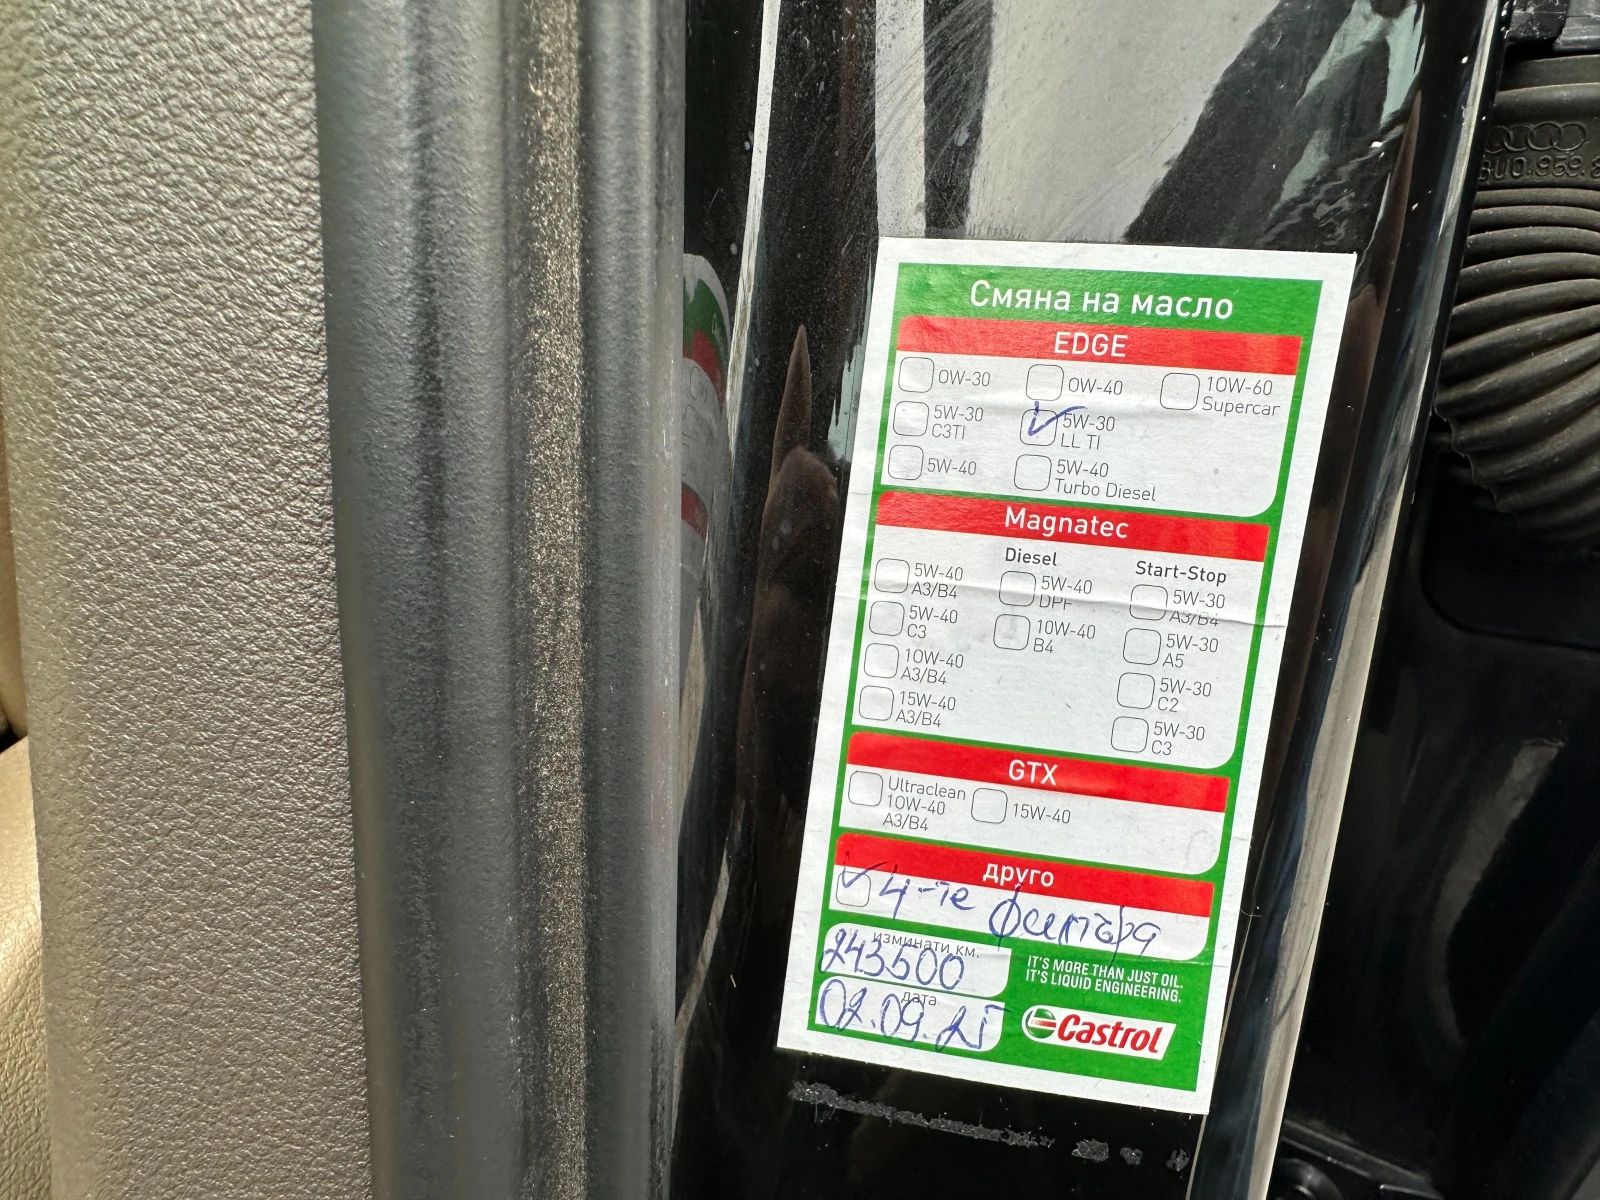 8U0.959.
Смяна на масло
EDGE
0W-30
0W-40
10W-60
Supercar
5W-30
C3TI
5W-30
LL TI
5W-40
5W-40
Turbo Diesel
Magnatec
Diesel
Start-Stop
5W-40
A3/B4
5W-40
DPF
5W-30
A3/B4
5W-40
C3
10W-40
B4
5W-30
A5
10W-40
A3/B4
5W-30
C2
15W-40
A3/B4
5W-30
C3
GTX
Ultraclean
10W-40
A3/B4
15W-40
друго
4-те филтъра
изминати км.
243500
дата
02.09.25
IT'S MORE THAN JUST OIL.
IT'S LIQUID ENGINEERING.
Castrol